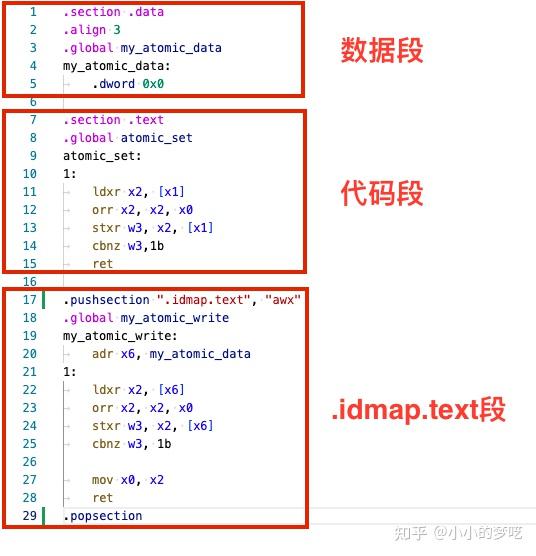 1 .section .data
2 .align 3
3 .global my_atomic_data
4 my_atomic_data:
5 .dword 0x0
6
数据段
7 .section .text
8 .global atomic_set
9 atomic_set:
10 1:
11 ldxr x2, [x1]
12 orr x2, x2, x0
13 stxr w3, x2, [x1]
14 cbnz w3,1b
15 ret
16
代码段
17 .pushsection ".idmap.text", "awx"
18 .global my_atomic_write
19 my_atomic_write:
20 adr x6, my_atomic_data
21 1:
22 ldxr x2, [x6]
23 orr x2, x2, x0
24 stxr w3, x2, [x6]
25 cbnz w3, 1b
26
27 mov x0, x2
28 ret
29 .popsection
.idmap.text段
知乎 @小小的梦呓